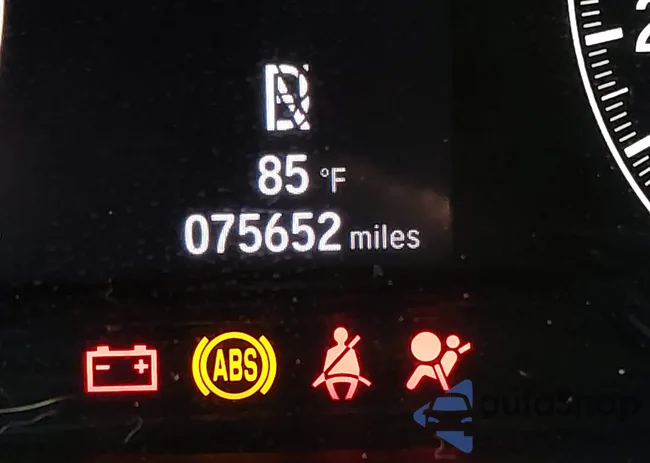 85 °F
075652 miles
- +
ABS
autoSnap